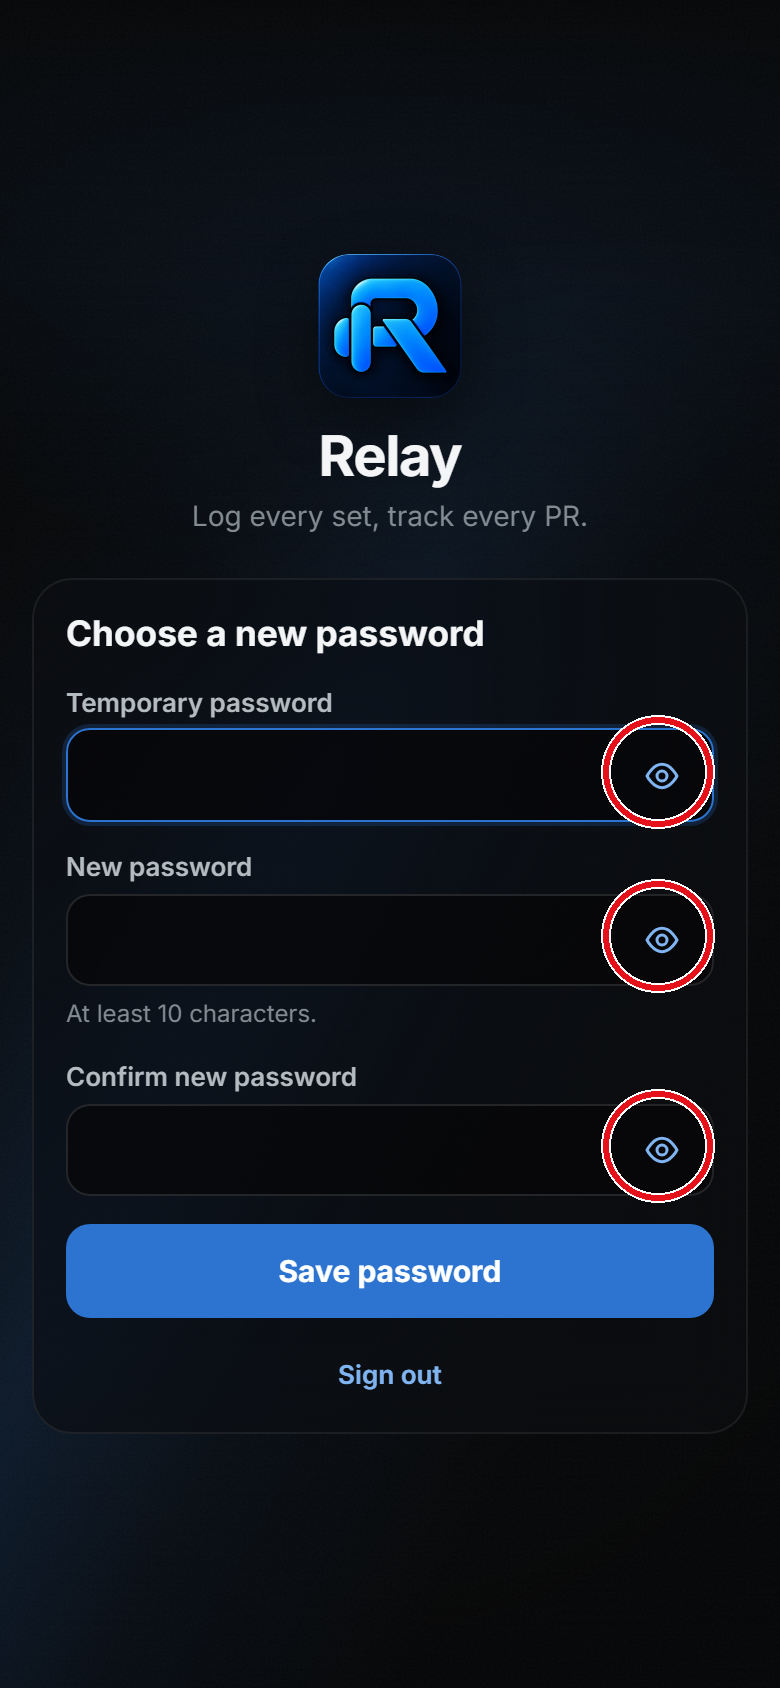 Relay
Log every set, track every PR.
Choose a new password
Temporary password
New password
At least 10 characters.
Confirm new password
Save password
Sign out